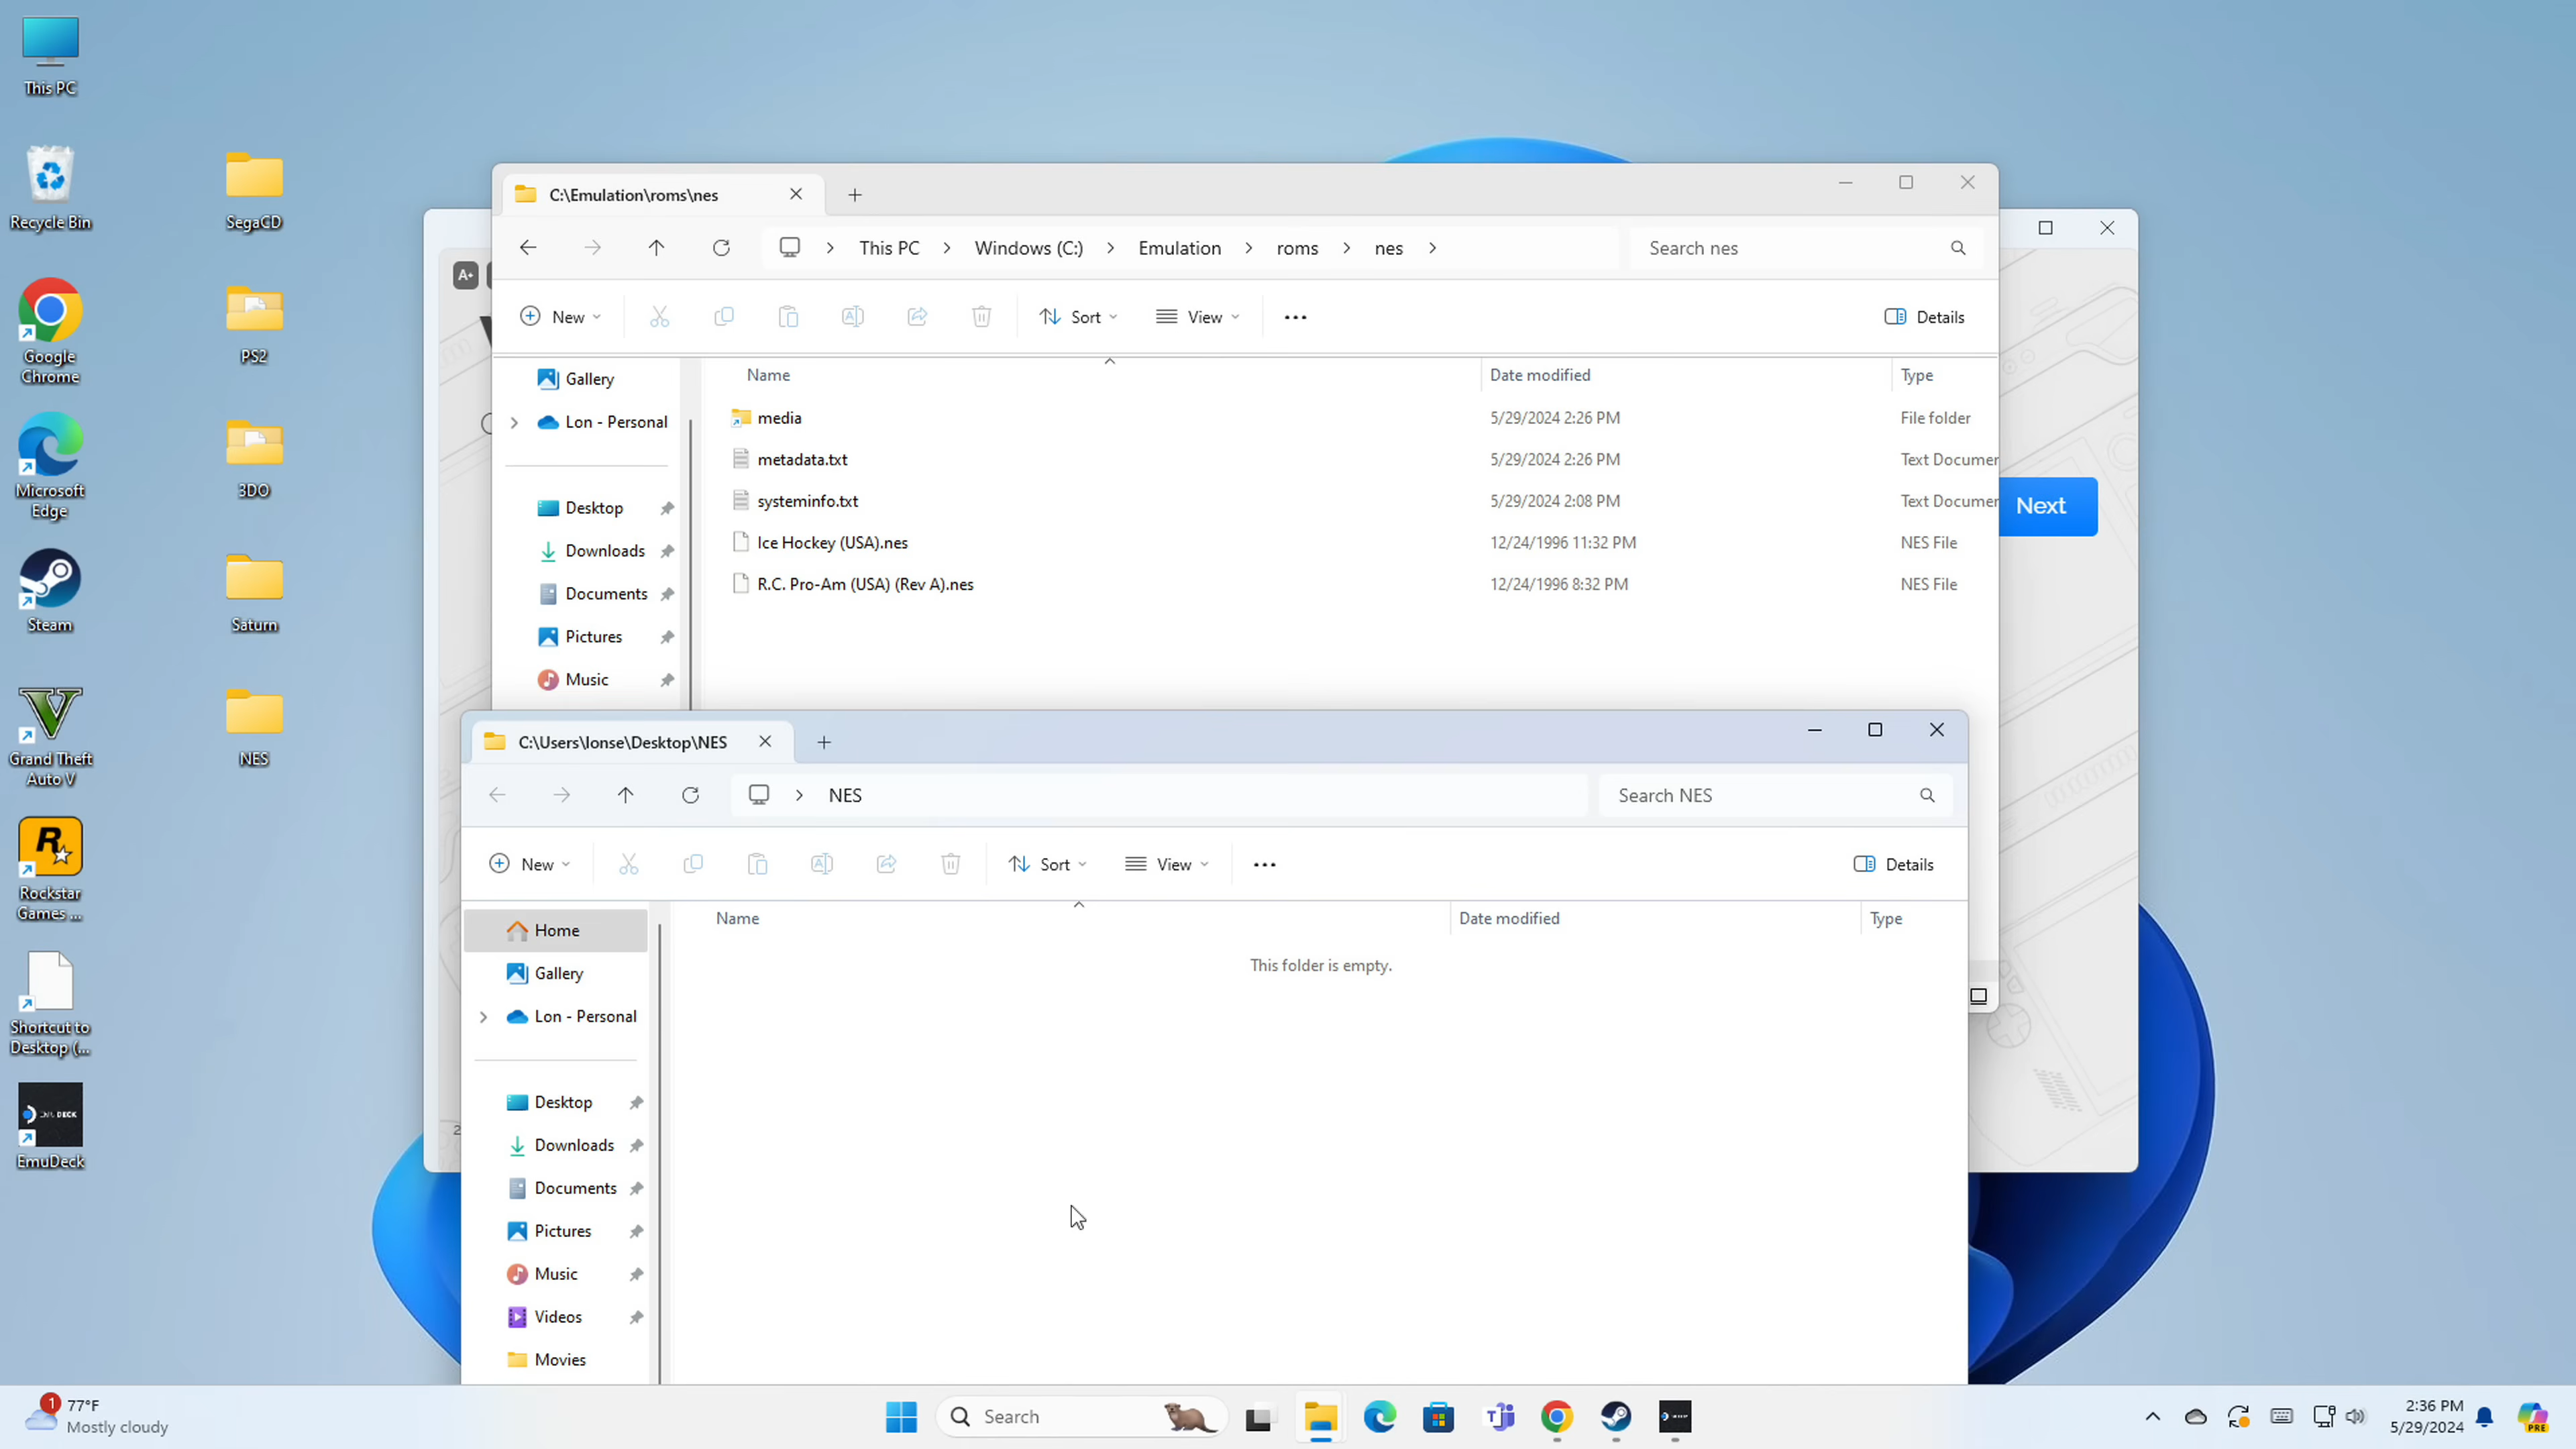 This PC
Recycle Bin
Google
Chrome
Microsoft
Edge
Steam
Grand Theft
Auto V
Rockstar
Games ...
Shortcut to
Desktop (...
EmuDeck
SegaCD
PS2
3DO
Saturn
NES
A+
Next
C:\Emulation\roms\nes
This PC > Windows (C:) > Emulation > roms > nes >
Search nes
New
Sort
View
Details
Gallery
Lon - Personal
Desktop
Downloads
Documents
Pictures
Music
Name Date modified Type
media 5/29/2024 2:26 PM File folder
metadata.txt 5/29/2024 2:26 PM Text Documen
systeminfo.txt 5/29/2024 2:08 PM Text Documen
Ice Hockey (USA).nes 12/24/1996 11:32 PM NES File
R.C. Pro-Am (USA) (Rev A).nes 12/24/1996 8:32 PM NES File
C:\Users\lonse\Desktop\NES
> NES
Search NES
New
Sort
View
Details
Home
Gallery
Lon - Personal
Desktop
Downloads
Documents
Pictures
Music
Videos
Movies
Name Date modified Type
This folder is empty.
1
77°F
Mostly cloudy
Search
2:36 PM
5/29/2024
PRE